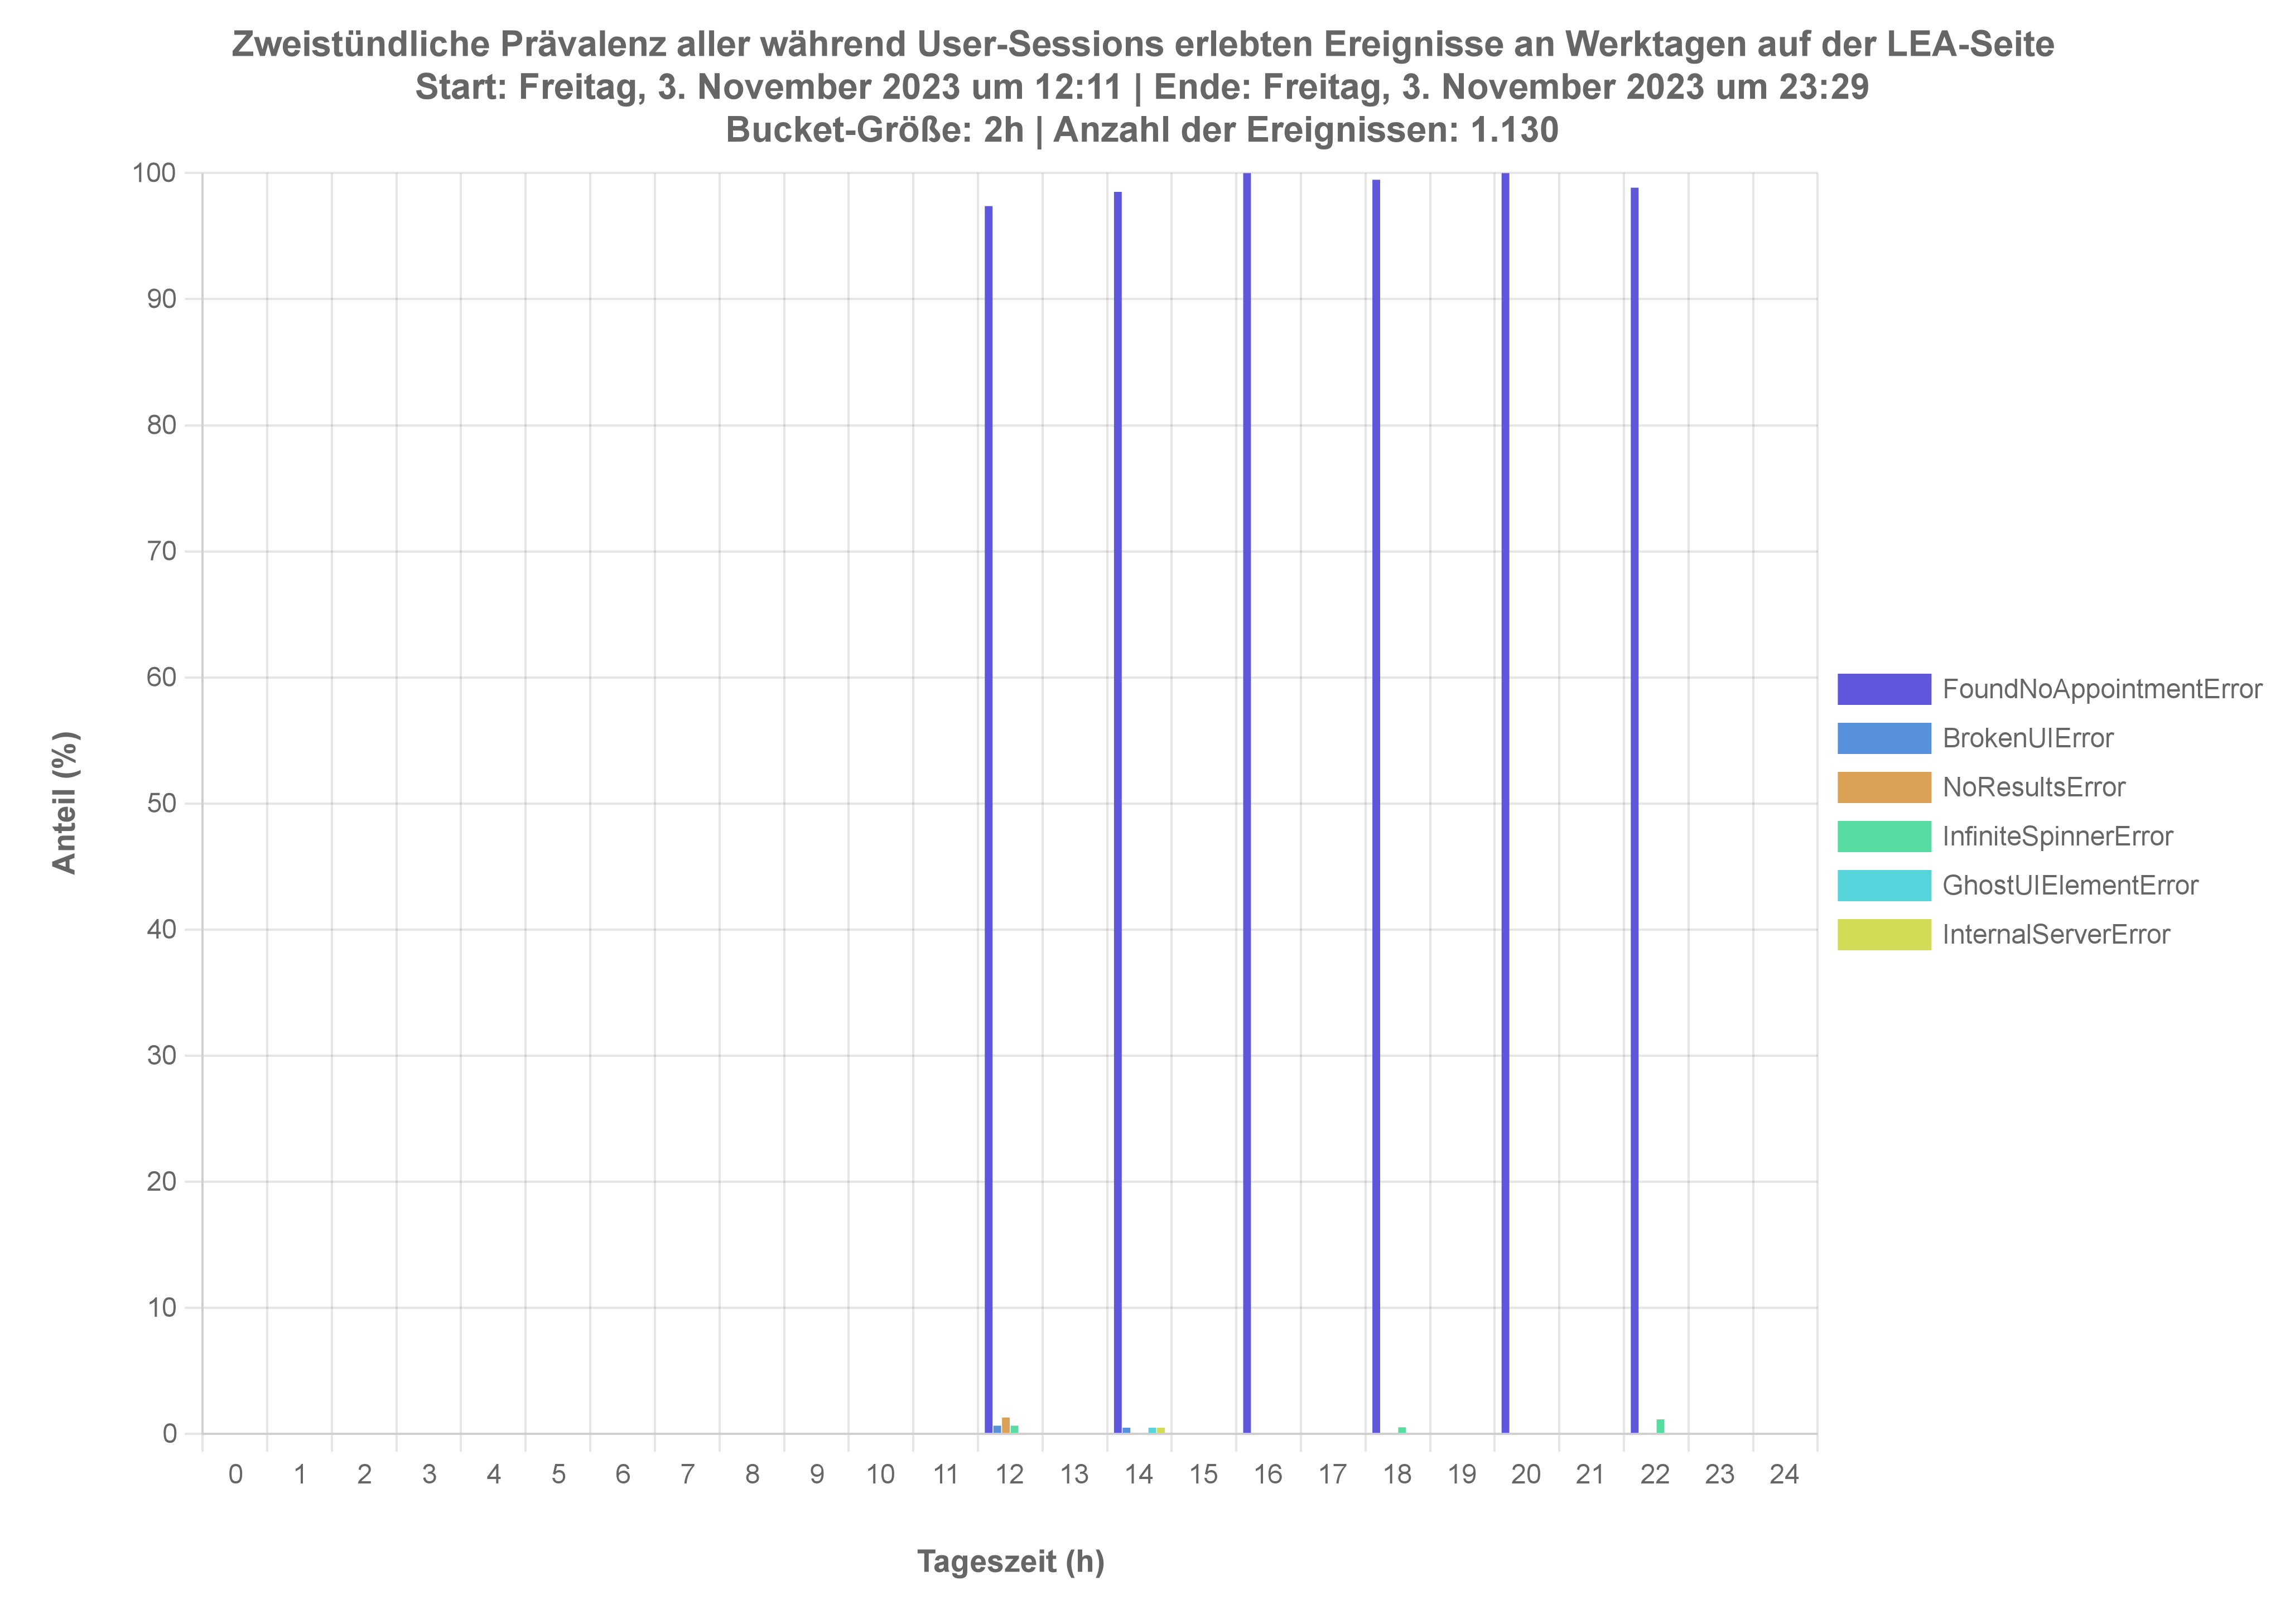 Zweistündliche Prävalenz aller während User-Sessions erlebten Ereignisse an Werktagen auf der LEA-Seite
Start: Freitag, 3. November 2023 um 12:11 | Ende: Freitag, 3. November 2023 um 23:29
Bucket-Größe: 2h | Anzahl der Ereignissen: 1.130
100
90
80
70
60
50
40
30
20
10
0
Anteil (%)
0 1 2 3 4 5 6 7 8 9 10 11 12 13 14 15 16 17 18 19 20 21 22 23 24
Tageszeit (h)
FoundNoAppointmentError
BrokenUIError
NoResultsError
InfiniteSpinnerError
GhostUIElementError
InternalServerError